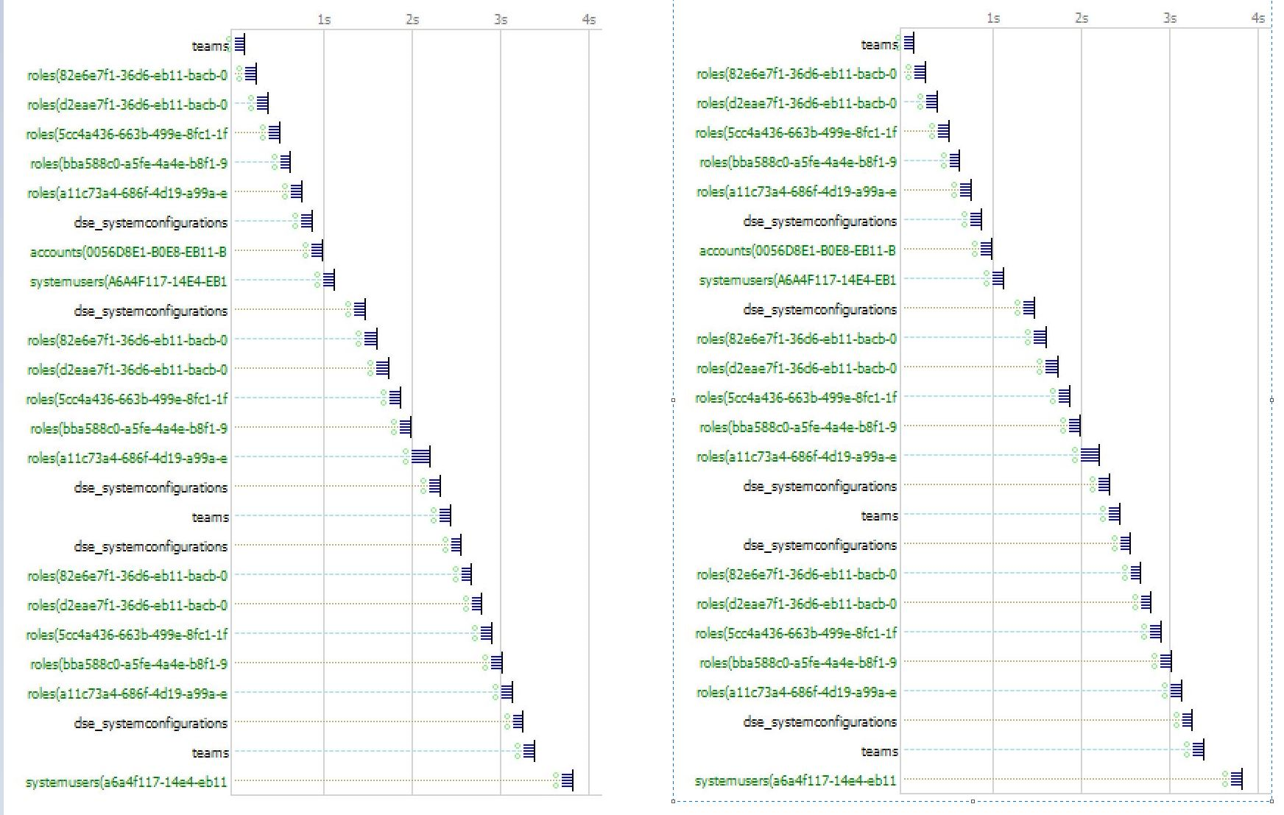 1s 2s 3s 4s
teams
roles(82e6e7f1-36d6-eb11-bacb-0
roles(d2eae7f1-36d6-eb11-bacb-0
roles(5cc4a436-663b-499e-8fc1-1f
roles(bba588c0-a5fe-4a4e-b8f1-9
roles(a11c73a4-686f-4d19-a99a-e
dse_systemconfigurations
accounts(0056D8E1-B0E8-EB11-B
systemusers(A6A4F117-14E4-EB1
dse_systemconfigurations
roles(82e6e7f1-36d6-eb11-bacb-0
roles(d2eae7f1-36d6-eb11-bacb-0
roles(5cc4a436-663b-499e-8fc1-1f
roles(bba588c0-a5fe-4a4e-b8f1-9
roles(a11c73a4-686f-4d19-a99a-e
dse_systemconfigurations
teams
dse_systemconfigurations
roles(82e6e7f1-36d6-eb11-bacb-0
roles(d2eae7f1-36d6-eb11-bacb-0
roles(5cc4a436-663b-499e-8fc1-1f
roles(bba588c0-a5fe-4a4e-b8f1-9
roles(a11c73a4-686f-4d19-a99a-e
dse_systemconfigurations
teams
systemusers(a6a4f117-14e4-eb11
1s 2s 3s 4s
teams
roles(82e6e7f1-36d6-eb11-bacb-0
roles(d2eae7f1-36d6-eb11-bacb-0
roles(5cc4a436-663b-499e-8fc1-1f
roles(bba588c0-a5fe-4a4e-b8f1-9
roles(a11c73a4-686f-4d19-a99a-e
dse_systemconfigurations
accounts(0056D8E1-B0E8-EB11-B
systemusers(A6A4F117-14E4-EB1
dse_systemconfigurations
roles(82e6e7f1-36d6-eb11-bacb-0
roles(d2eae7f1-36d6-eb11-bacb-0
roles(5cc4a436-663b-499e-8fc1-1f
roles(bba588c0-a5fe-4a4e-b8f1-9
roles(a11c73a4-686f-4d19-a99a-e
dse_systemconfigurations
teams
dse_systemconfigurations
roles(82e6e7f1-36d6-eb11-bacb-0
roles(d2eae7f1-36d6-eb11-bacb-0
roles(5cc4a436-663b-499e-8fc1-1f
roles(bba588c0-a5fe-4a4e-b8f1-9
roles(a11c73a4-686f-4d19-a99a-e
dse_systemconfigurations
teams
systemusers(a6a4f117-14e4-eb11